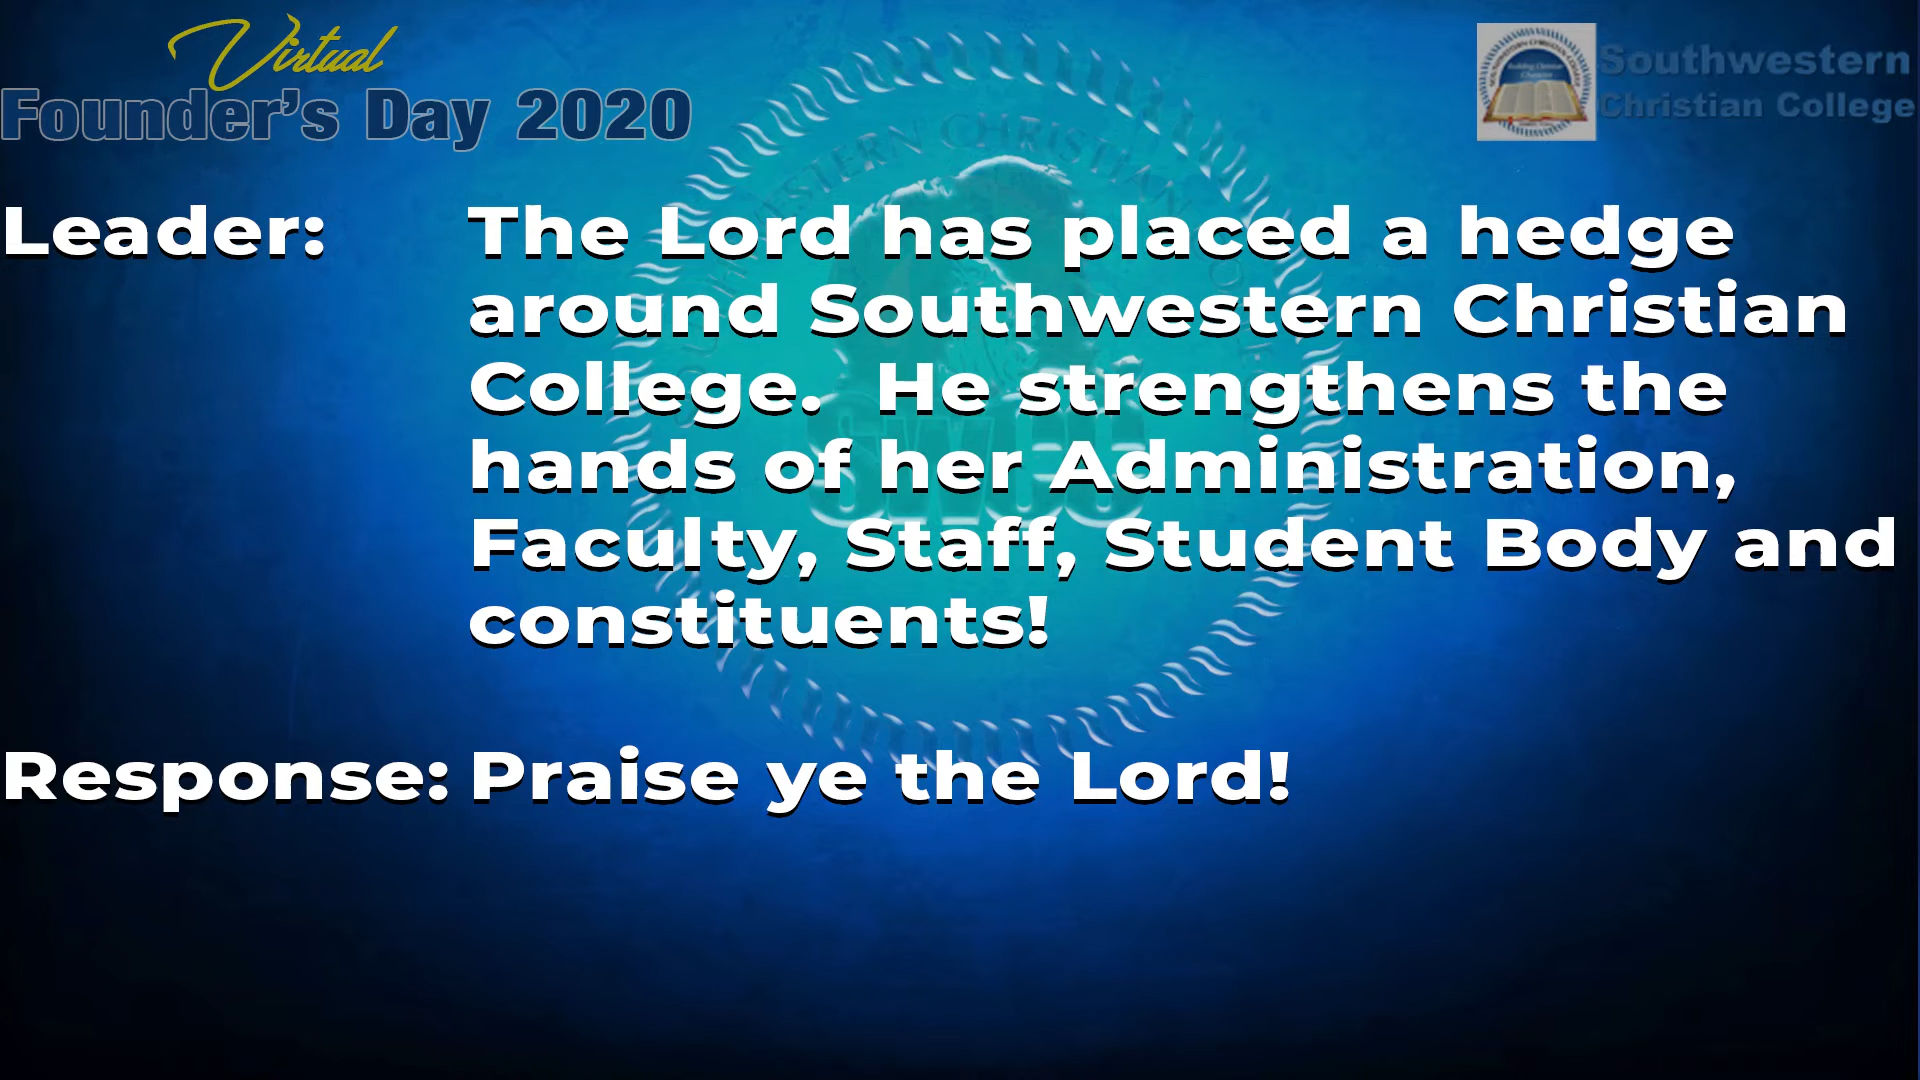 Virtual
Founder's Day 2020
Southwestern
Christian College
Leader: The Lord has placed a hedge
around Southwestern Christian
College.  He strengthens the
hands of her Administration,
Faculty, Staff, Student Body and
constituents!
Response: Praise ye the Lord!
SWCC